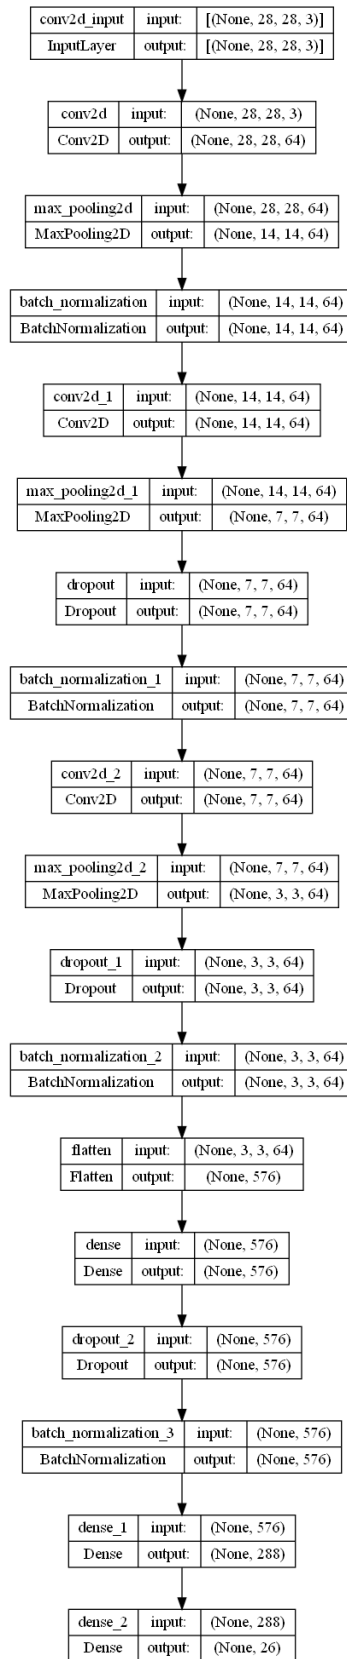 conv2d_input input: [(None, 28, 28, 3)]
InputLayer output: [(None, 28, 28, 3)]
conv2d input: (None, 28, 28, 3)
Conv2D output: (None, 28, 28, 64)
max_pooling2d input: (None, 28, 28, 64)
MaxPooling2D output: (None, 14, 14, 64)
batch_normalization input: (None, 14, 14, 64)
BatchNormalization output: (None, 14, 14, 64)
conv2d_1 input: (None, 14, 14, 64)
Conv2D output: (None, 14, 14, 64)
max_pooling2d_1 input: (None, 14, 14, 64)
MaxPooling2D output: (None, 7, 7, 64)
dropout input: (None, 7, 7, 64)
Dropout output: (None, 7, 7, 64)
batch_normalization_1 input: (None, 7, 7, 64)
BatchNormalization output: (None, 7, 7, 64)
conv2d_2 input: (None, 7, 7, 64)
Conv2D output: (None, 7, 7, 64)
max_pooling2d_2 input: (None, 7, 7, 64)
MaxPooling2D output: (None, 3, 3, 64)
dropout_1 input: (None, 3, 3, 64)
Dropout output: (None, 3, 3, 64)
batch_normalization_2 input: (None, 3, 3, 64)
BatchNormalization output: (None, 3, 3, 64)
flatten input: (None, 3, 3, 64)
Flatten output: (None, 576)
dense input: (None, 576)
Dense output: (None, 576)
dropout_2 input: (None, 576)
Dropout output: (None, 576)
batch_normalization_3 input: (None, 576)
BatchNormalization output: (None, 576)
dense_1 input: (None, 576)
Dense output: (None, 288)
dense_2 input: (None, 288)
Dense output: (None, 26)